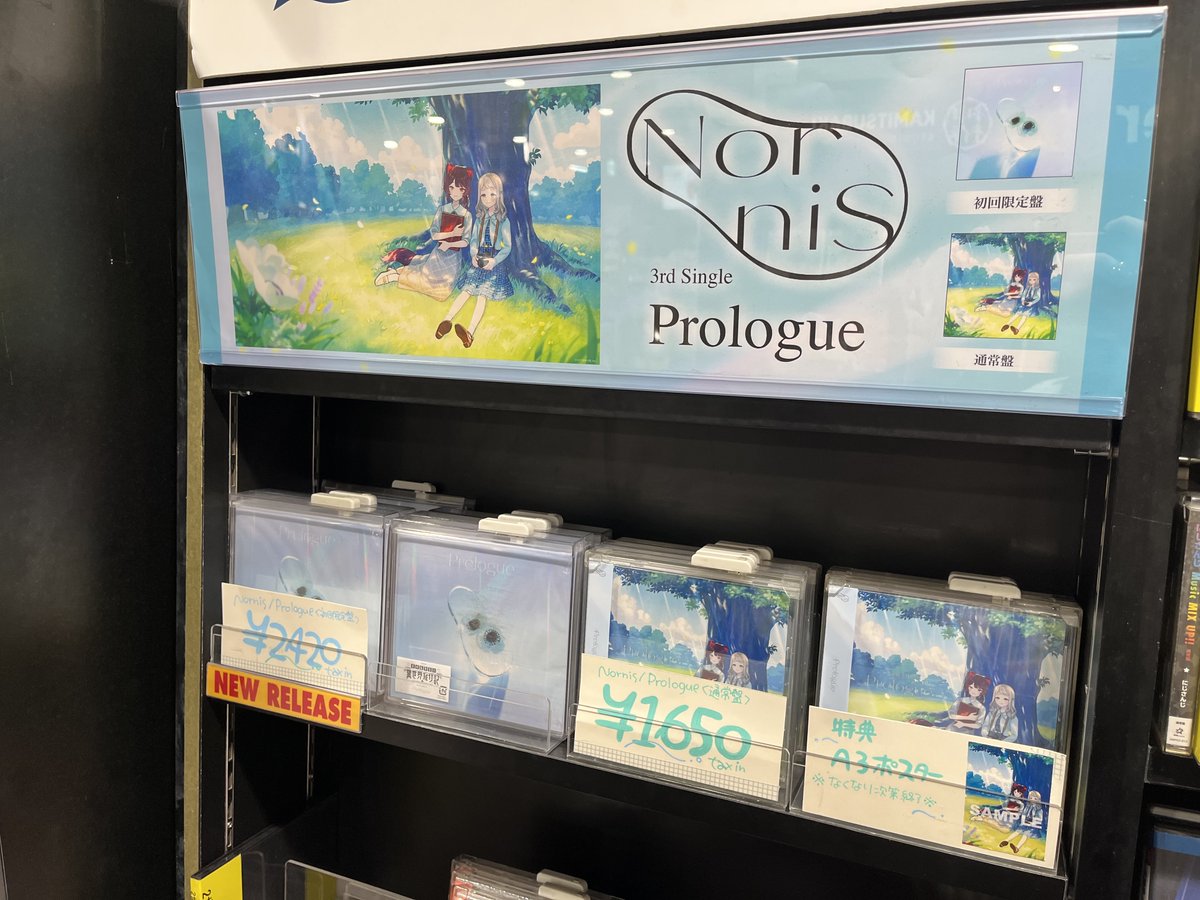 Nor
niS
3rd Single
Prologue
初回限定盤
通常盤
Prologue
Prologue
Nornis/Prologue<初回限定盤>
¥2420
tax in
NEW RELEASE
Nornis/Prologue<通常盤>
¥1650
tax in
特典
A3ポスター
※なくなり次第終了※
SAMPLE